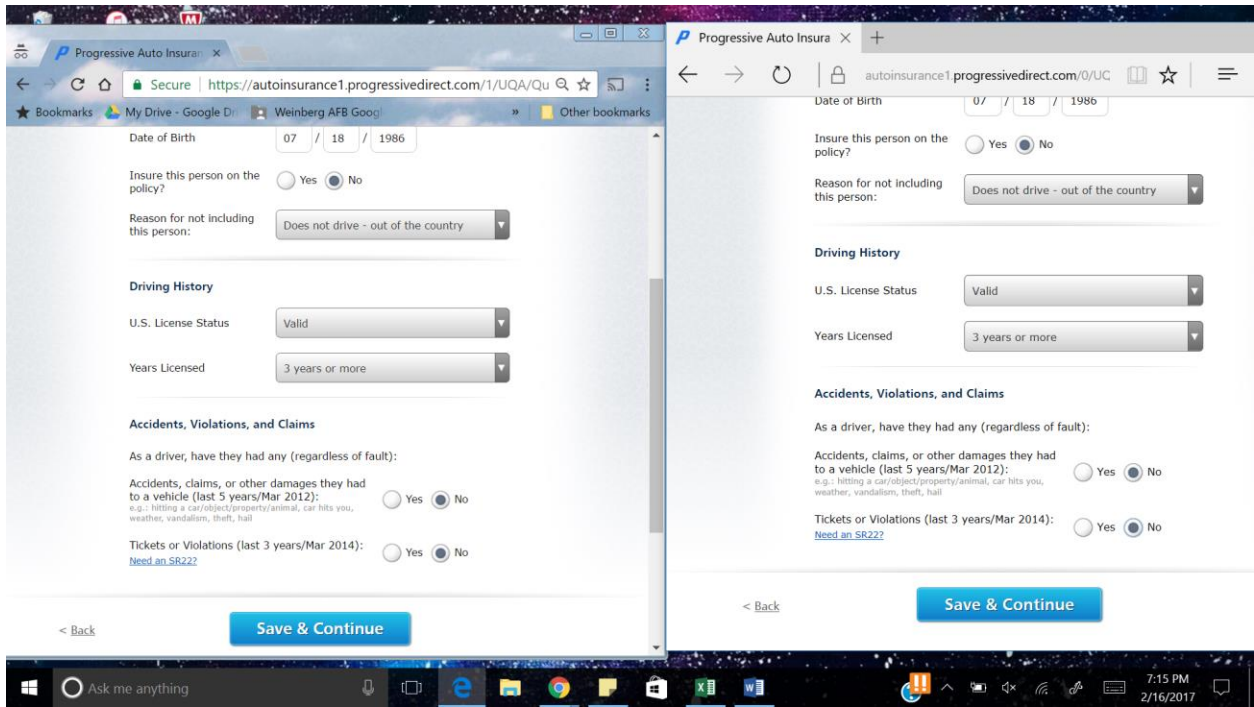 Progressive Auto Insuran
Secure | https://autoinsurance1.progressivedirect.com/1/UQA/Qu
Bookmarks My Drive - Google Dri Weinberg AFB Googl » Other bookmarks
Date of Birth 07 / 18 / 1986
Insure this person on the
policy?
Yes No
Reason for not including
this person:
Does not drive - out of the country
Driving History
U.S. License Status Valid
Years Licensed 3 years or more
Accidents, Violations, and Claims
As a driver, have they had any (regardless of fault):
Accidents, claims, or other damages they had
to a vehicle (last 5 years/Mar 2012):
e.g.: hitting a car/object/property/animal, car hits you,
weather, vandalism, theft, hail
Yes No
Tickets or Violations (last 3 years/Mar 2014):
Need an SR22?
Yes No
< Back Save & Continue
Progressive Auto Insura
autoinsurance1.progressivedirect.com/0/UC
Date of Birth 07 / 18 / 1986
Insure this person on the
policy?
Yes No
Reason for not including
this person:
Does not drive - out of the country
Driving History
U.S. License Status Valid
Years Licensed 3 years or more
Accidents, Violations, and Claims
As a driver, have they had any (regardless of fault):
Accidents, claims, or other damages they had
to a vehicle (last 5 years/Mar 2012):
e.g.: hitting a car/object/property/animal, car hits you,
weather, vandalism, theft, hail
Yes No
Tickets or Violations (last 3 years/Mar 2014):
Need an SR22?
Yes No
< Back Save & Continue
Ask me anything
7:15 PM
2/16/2017